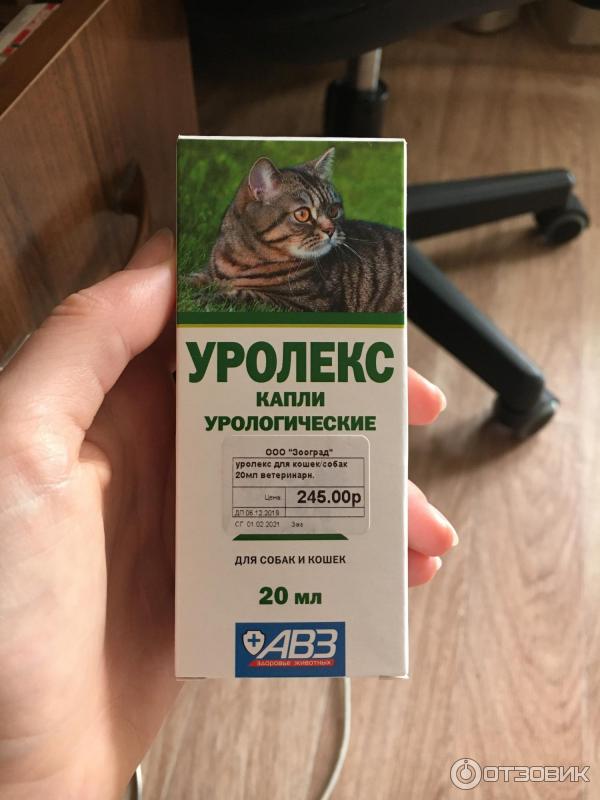 УРОЛЕКС
КАПЛИ
УРОЛОГИЧЕСКИЕ
ООО "Зооград"
уролекс для кошек/собак
20мл ветеринарн.
Цена: 245.00р
ДП 06.12.2019
СГ 01.02.2021 Зав
ДЛЯ СОБАК И КОШЕК
20 мл
АВЗ
ЗДОРОВЬЕ ЖИВОТНЫХ
ОТЗОВИК